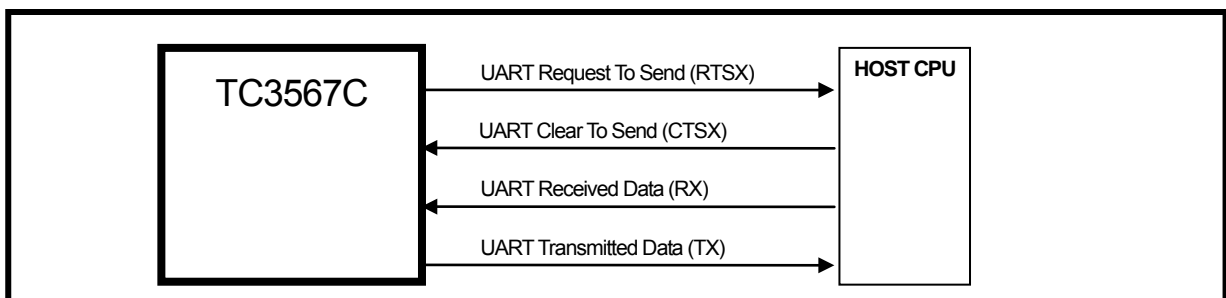 TC3567C
UART Request To Send (RTSX)
HOST CPU
UART Clear To Send (CTSX)
UART Received Data (RX)
UART Transmitted Data (TX)